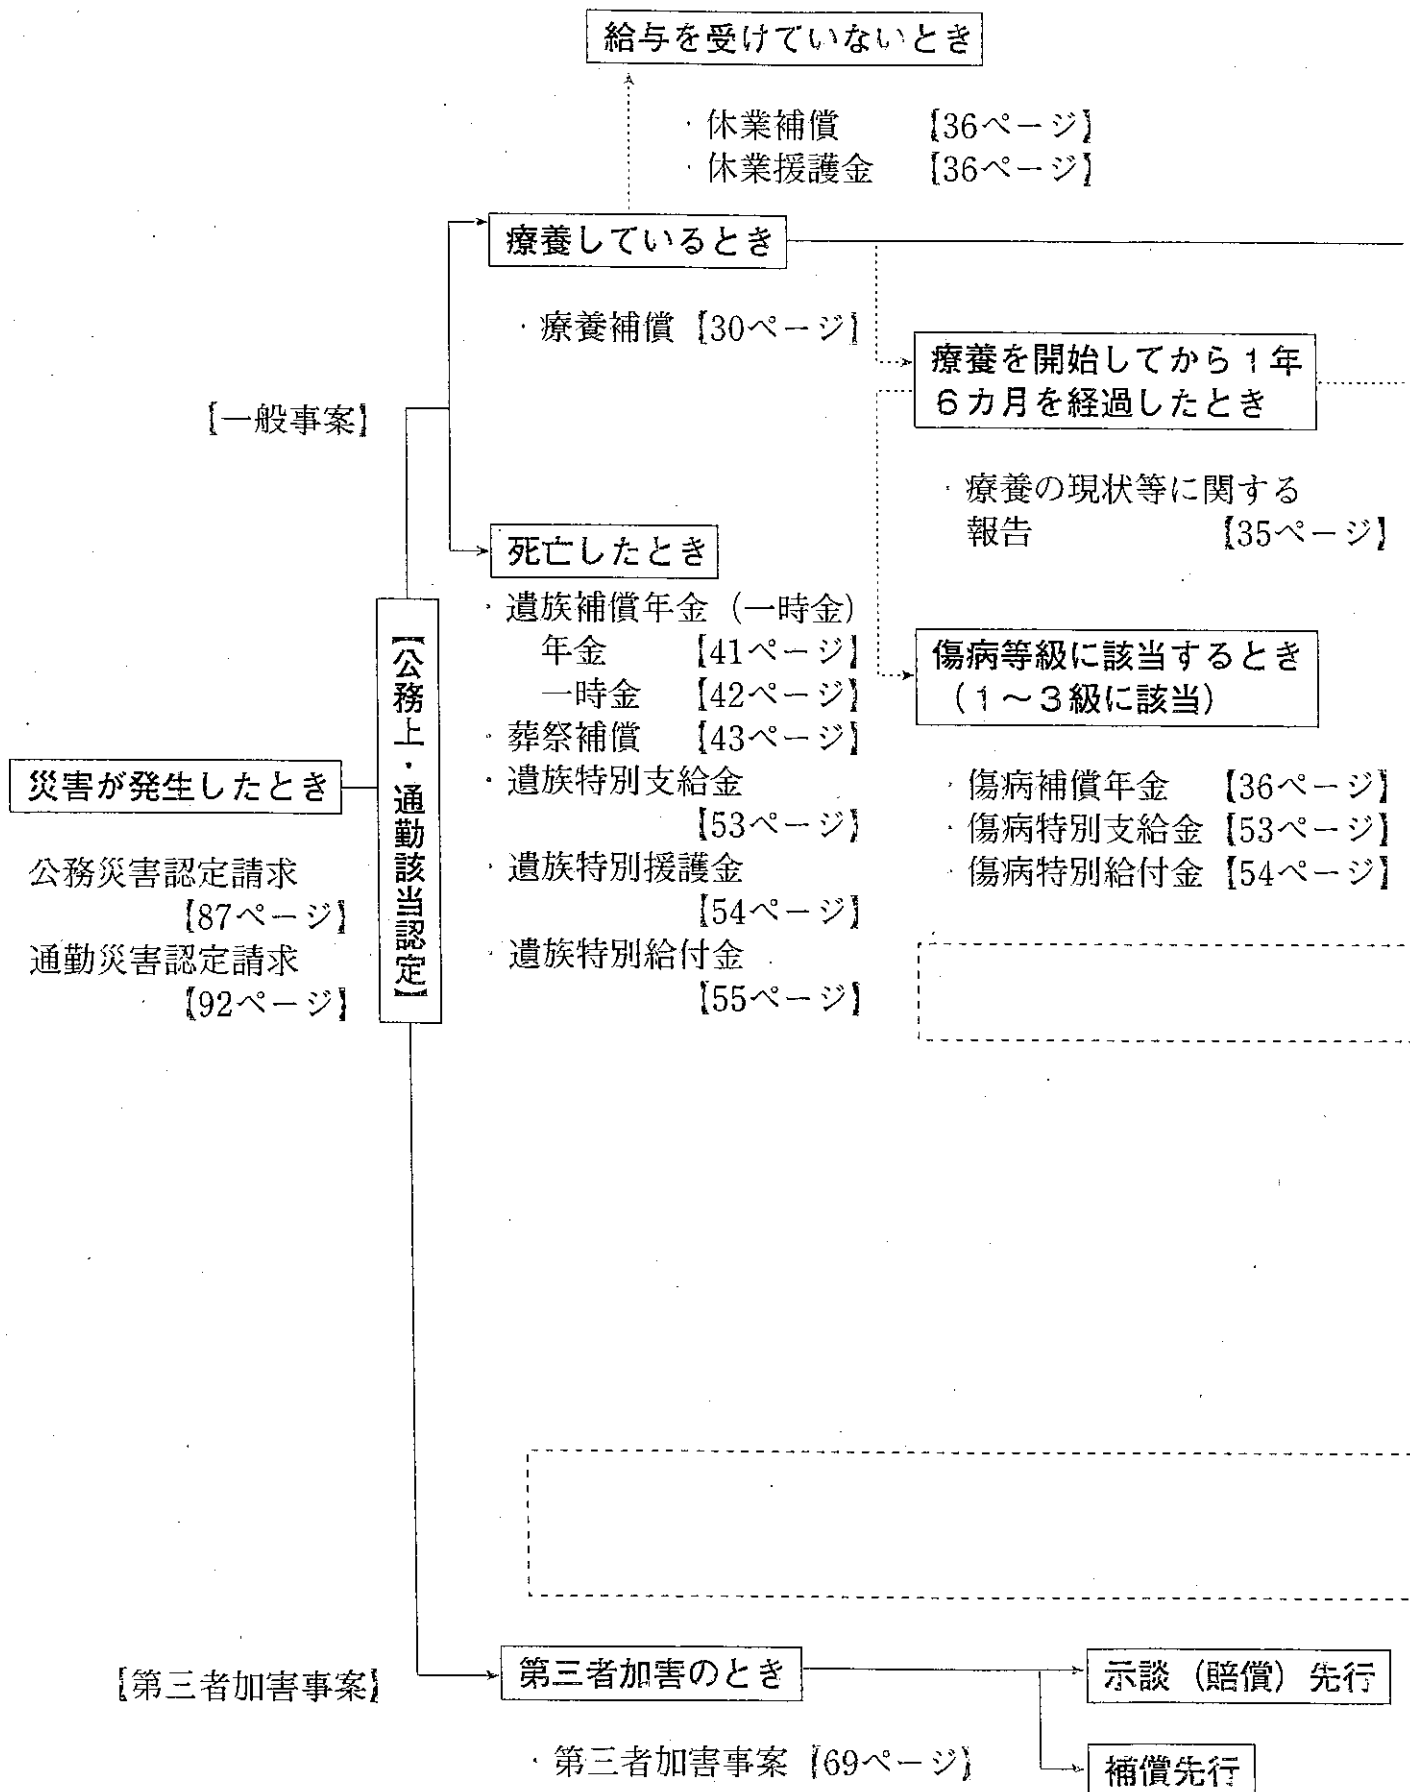 給与を受けていないとき
・休業補償 【36ページ】
・休業援護金 【36ページ】
療養しているとき
・療養補償【30ページ】
療養を開始してから1年
6カ月を経過したとき
・療養の現状等に関する
報告 【35ページ】
【一般事案】
死亡したとき
・遺族補償年金（一時金）
年金 【41ページ】
一時金 【42ページ】
・葬祭補償 【43ページ】
・遺族特別支給金
【53ページ】
・遺族特別援護金
【54ページ】
・遺族特別給付金
【55ページ】
傷病等級に該当するとき
（1～3級に該当）
・傷病補償年金 【36ページ】
・傷病特別支給金【53ページ】
・傷病特別給付金【54ページ】
【公務上・通勤該当認定】
災害が発生したとき
公務災害認定請求
【87ページ】
通勤災害認定請求
【92ページ】
【第三者加害事案】
第三者加害のとき
・第三者加害事案【69ページ】
示談（賠償）先行
補償先行